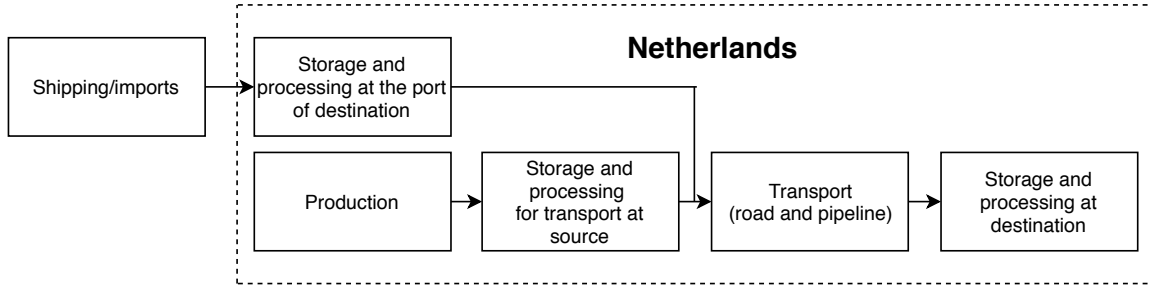 Netherlands
Shipping/imports
Storage and
processing at the port
of destination
Production
Storage and
processing
for transport at
source
Transport
(road and pipeline)
Storage and
processing at
destination